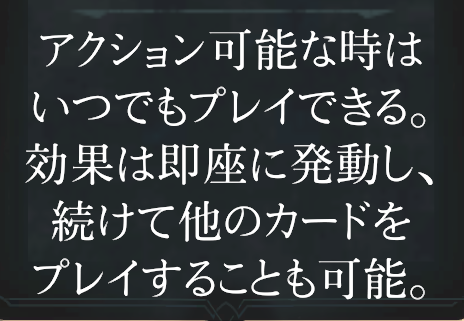 アクション可能な時は
いつでもプレイできる。
効果は即座に発動し、
続けて他のカードを
プレイすることも可能。